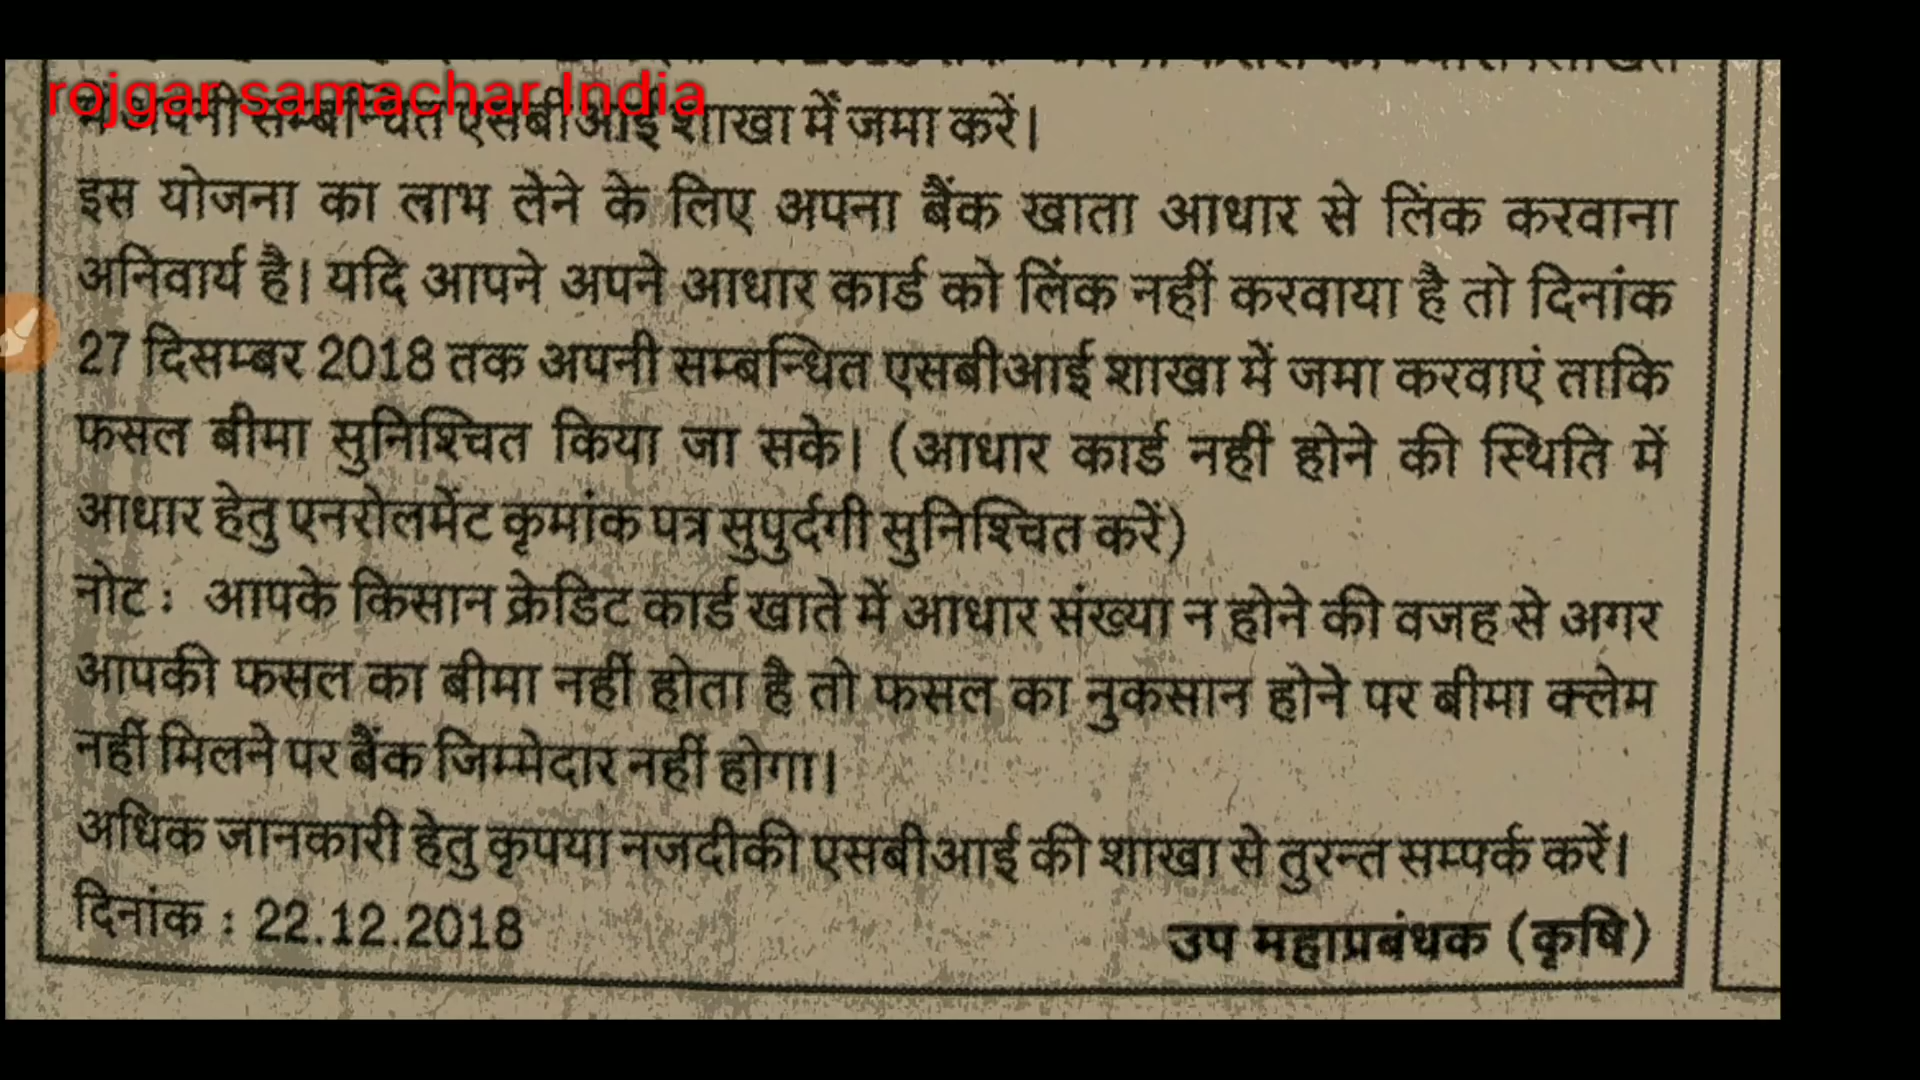 rojgar samachar India
सम्बन्धित एसबीआई शाखा में जमा करें।
इस योजना का लाभ लेने के लिए अपना बैंक खाता आधार से लिंक करवाना
अनिवार्य है। यदि आपने अपने आधार कार्ड को लिंक नहीं करवाया है तो दिनांक
27 दिसम्बर 2018 तक अपनी सम्बन्धित एसबीआई शाखा में जमा करवाएं ताकि
फसल बीमा सुनिश्चित किया जा सके। (आधार कार्ड नहीं होने की स्थिति में
आधार हेतु एनरोलमेंट कृमांक पत्र सुपुर्दगी सुनिश्चित करें)
नोट : आपके किसान क्रेडिट कार्ड खाते में आधार संख्या न होने की वजह से अगर
आपकी फसल का बीमा नहीं होता है तो फसल का नुकसान होने पर बीमा क्लेम
नहीं मिलने पर बैंक जिम्मेदार नहीं होगा।
अधिक जानकारी हेतु कृपया नजदीकी एसबीआई की शाखा से तुरन्त सम्पर्क करें।
दिनांक : 22.12.2018
उप महाप्रबंधक (कृषि)